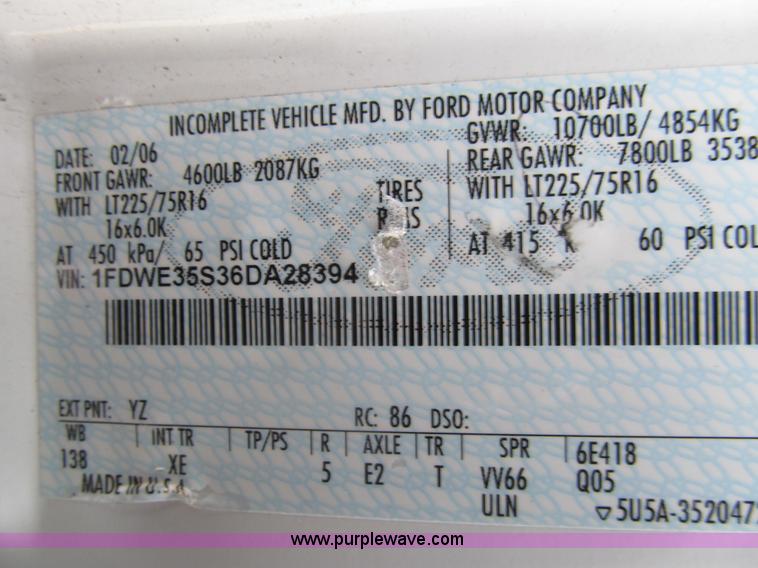 INCOMPLETE VEHICLE MFD. BY FORD MOTOR COMPANY
DATE: 02/06 GVWR: 10700LB/ 4854KG
FRONT GAWR: 4600LB 2087KG REAR GAWR: 7800LB 3538
WITH LT225/75R16 TIRES WITH LT225/75R16
16x6.0K 16x6.0K
AT 450 kPa/ 65 PSI COLD AT 415 60 PSI COL
VIN: 1FDWE35S36DA28394
EXT PNT: YZ RC: 86 DSO:
WB INT TR TP/PS R AXLE TR SPR 6E418
138 XE 5 E2 T VV66 Q05
MADE IN U.S.A. ULN ▽5U5A-3520472
www.purplewave.com